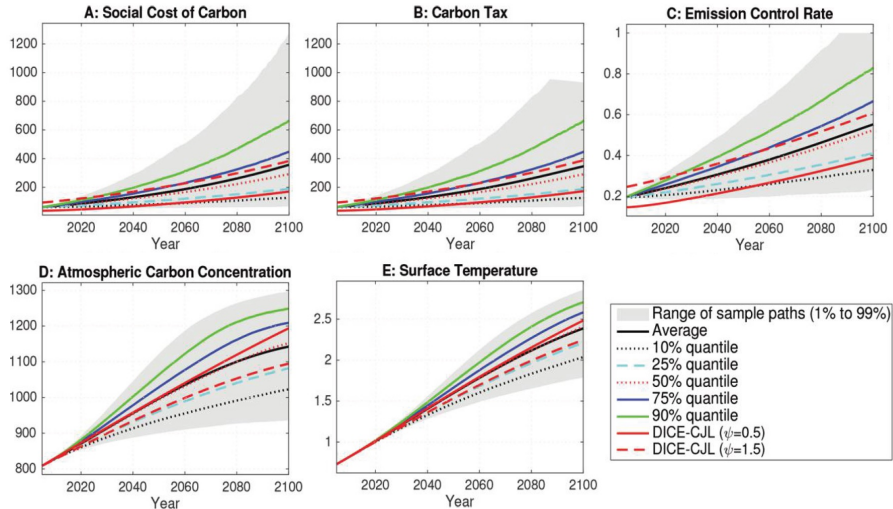 A: Social Cost of Carbon
1200
1000
800
600
400
200
2020 2040 2060 2080 2100
Year
B: Carbon Tax
1200
1000
800
600
400
200
2020 2040 2060 2080 2100
Year
C: Emission Control Rate
1
0.8
0.6
0.4
0.2
2020 2040 2060 2080 2100
Year
D: Atmospheric Carbon Concentration
1300
1200
1100
1000
900
800
2020 2040 2060 2080 2100
Year
E: Surface Temperature
2.5
2
1.5
1
2020 2040 2060 2080 2100
Year
Range of sample paths (1% to 99%)
Average
10% quantile
25% quantile
50% quantile
75% quantile
90% quantile
DICE-CJL (ψ=0.5)
DICE-CJL (ψ=1.5)